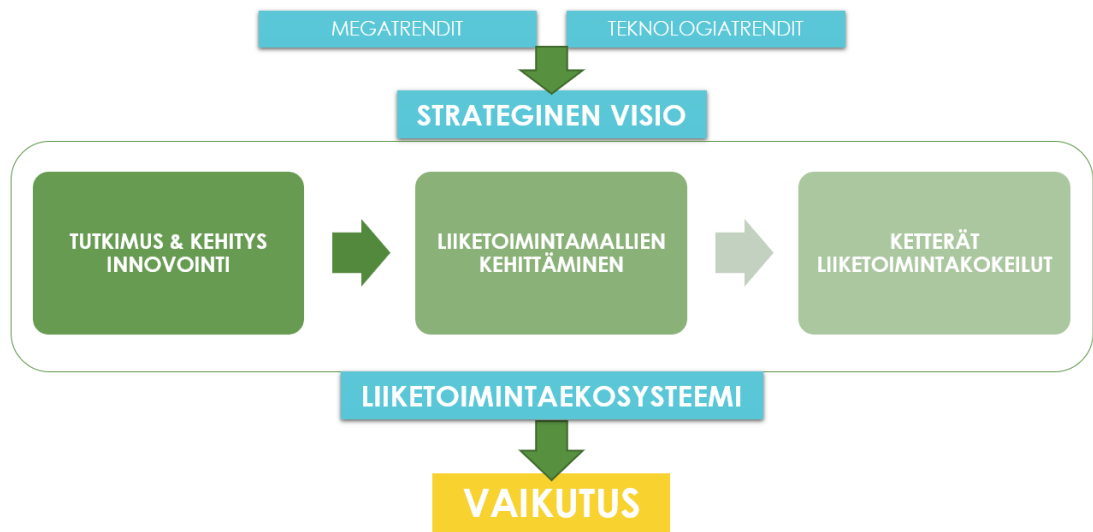 MEGATRENDIT
TEKNOLOGIATRENDIT
STRATEGINEN VISIO
TUTKIMUS & KEHITYS
INNOVOINTI
LIIKETOIMINTAMALLIEN
KEHITTÄMINEN
KETTERÄT
LIIKETOIMINTAKOKEILUT
LIIKETOIMINTAEKOSYSTEEMI
VAIKUTUS